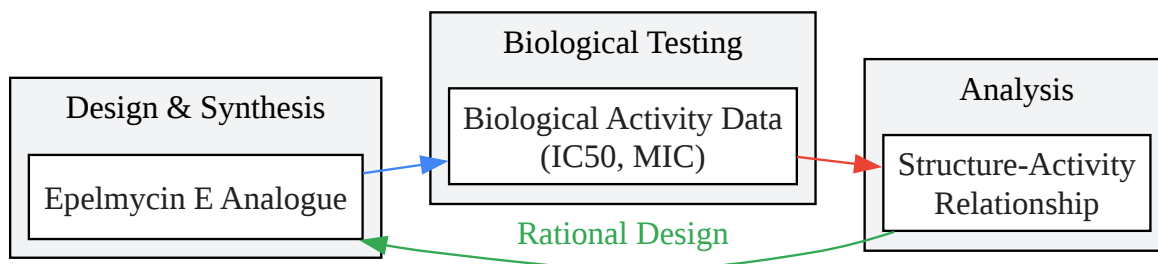 Design & Synthesis
Epelmycin E Analogue
Biological Testing
Biological Activity Data
(IC50, MIC)
Analysis
Structure-Activity
Relationship
Rational Design